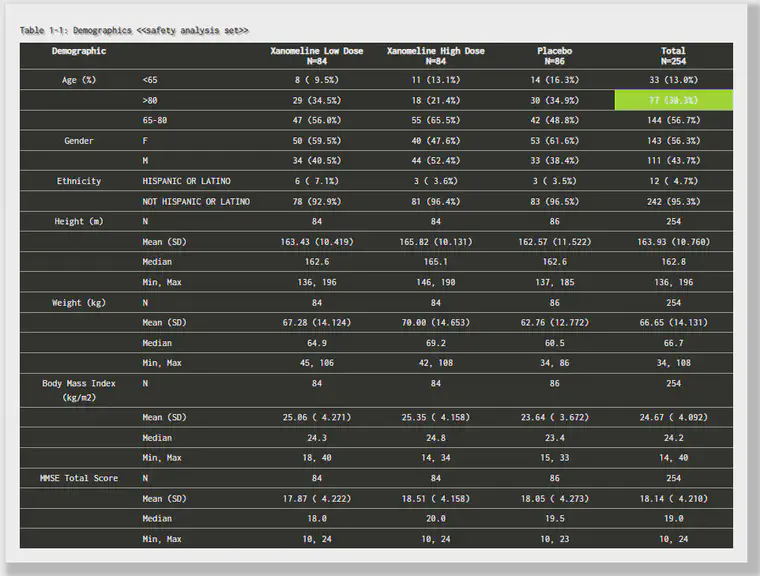 Table 1-1: Demographics <<safety analysis set>>
Demographic Xanomeline Low Dose N=84 Xanomeline High Dose N=84 Placebo N=86 Total N=254
Age (%) <65 8 ( 9.5%) 11 (13.1%) 14 (16.3%) 33 (13.0%)
>80 29 (34.5%) 18 (21.4%) 30 (34.9%) 77 (30.3%)
65-80 47 (56.0%) 55 (65.5%) 42 (48.8%) 144 (56.7%)
Gender F 50 (59.5%) 40 (47.6%) 53 (61.6%) 143 (56.3%)
M 34 (40.5%) 44 (52.4%) 33 (38.4%) 111 (43.7%)
Ethnicity HISPANIC OR LATINO 6 ( 7.1%) 3 ( 3.6%) 3 ( 3.5%) 12 ( 4.7%)
NOT HISPANIC OR LATINO 78 (92.9%) 81 (96.4%) 83 (96.5%) 242 (95.3%)
Height (m) N 84 84 86 254
Mean (SD) 163.43 (10.419) 165.82 (10.131) 162.57 (11.522) 163.93 (10.760)
Median 162.6 165.1 162.6 162.8
Min, Max 136, 196 146, 190 137, 185 136, 196
Weight (kg) N 84 84 86 254
Mean (SD) 67.28 (14.124) 70.00 (14.653) 62.76 (12.772) 66.65 (14.131)
Median 64.9 69.2 60.5 66.7
Min, Max 45, 106 42, 108 34, 86 34, 108
Body Mass Index (kg/m2) N 84 84 86 254
Mean (SD) 25.06 ( 4.271) 25.35 ( 4.158) 23.64 ( 3.672) 24.67 ( 4.092)
Median 24.3 24.8 23.4 24.2
Min, Max 18, 40 14, 34 15, 33 14, 40
MMSE Total Score N 84 84 86 254
Mean (SD) 17.87 ( 4.222) 18.51 ( 4.158) 18.05 ( 4.273) 18.14 ( 4.210)
Median 18.0 20.0 19.5 19.0
Min, Max 10, 24 10, 24 10, 23 10, 24